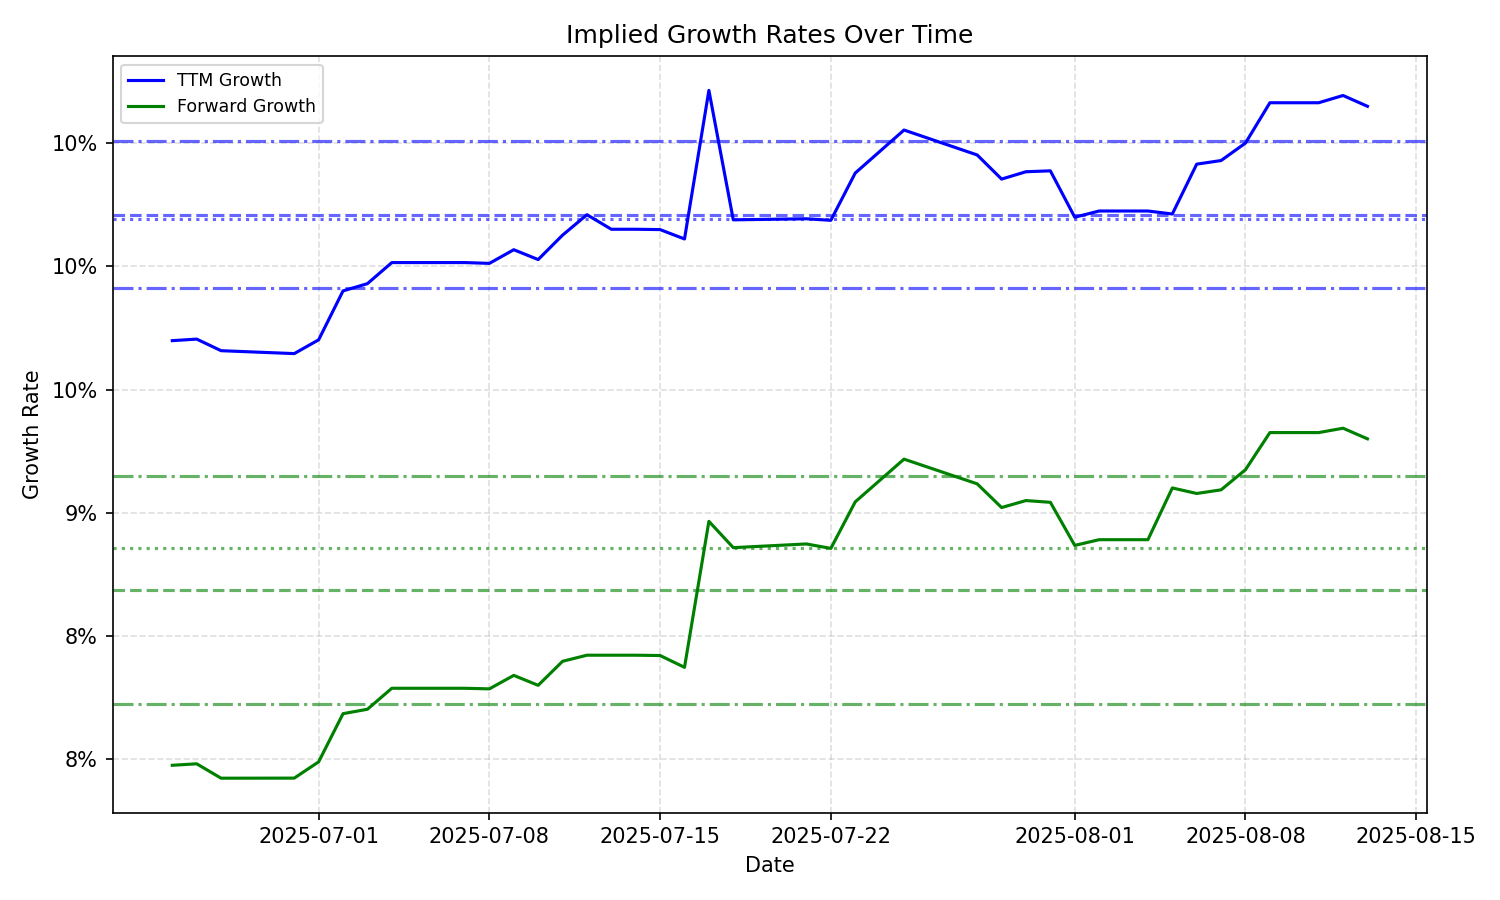 Implied Growth Rates Over Time
TTM Growth
Forward Growth
10%
10%
10%
9%
8%
8%
Growth Rate
2025-07-01
2025-07-08
2025-07-15
2025-07-22
2025-08-01
2025-08-08
2025-08-15
Date